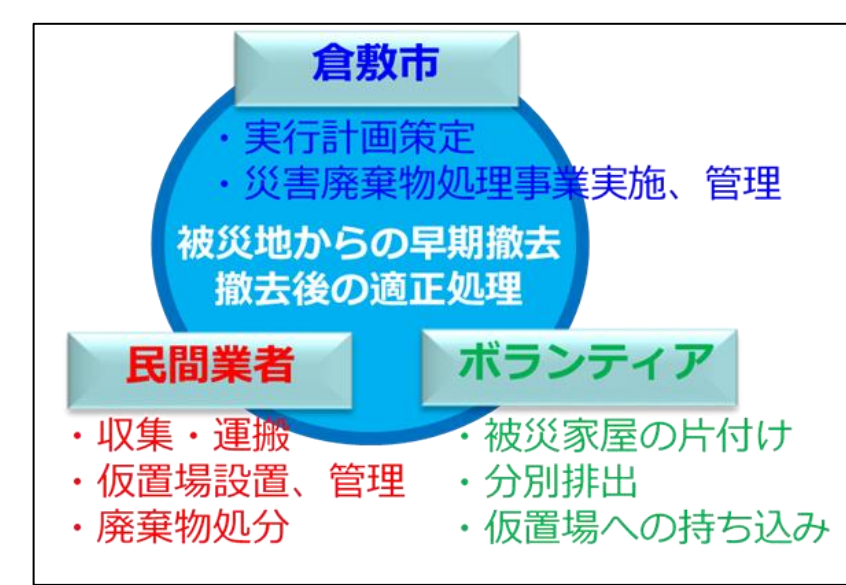 倉敷市
・実行計画策定
・災害廃棄物処理事業実施、管理
被災地からの早期撤去
撤去後の適正処理
民間業者
・収集・運搬
・仮置場設置、管理
・廃棄物処分
ボランティア
・被災家屋の片付け
・分別排出
・仮置場への持ち込み